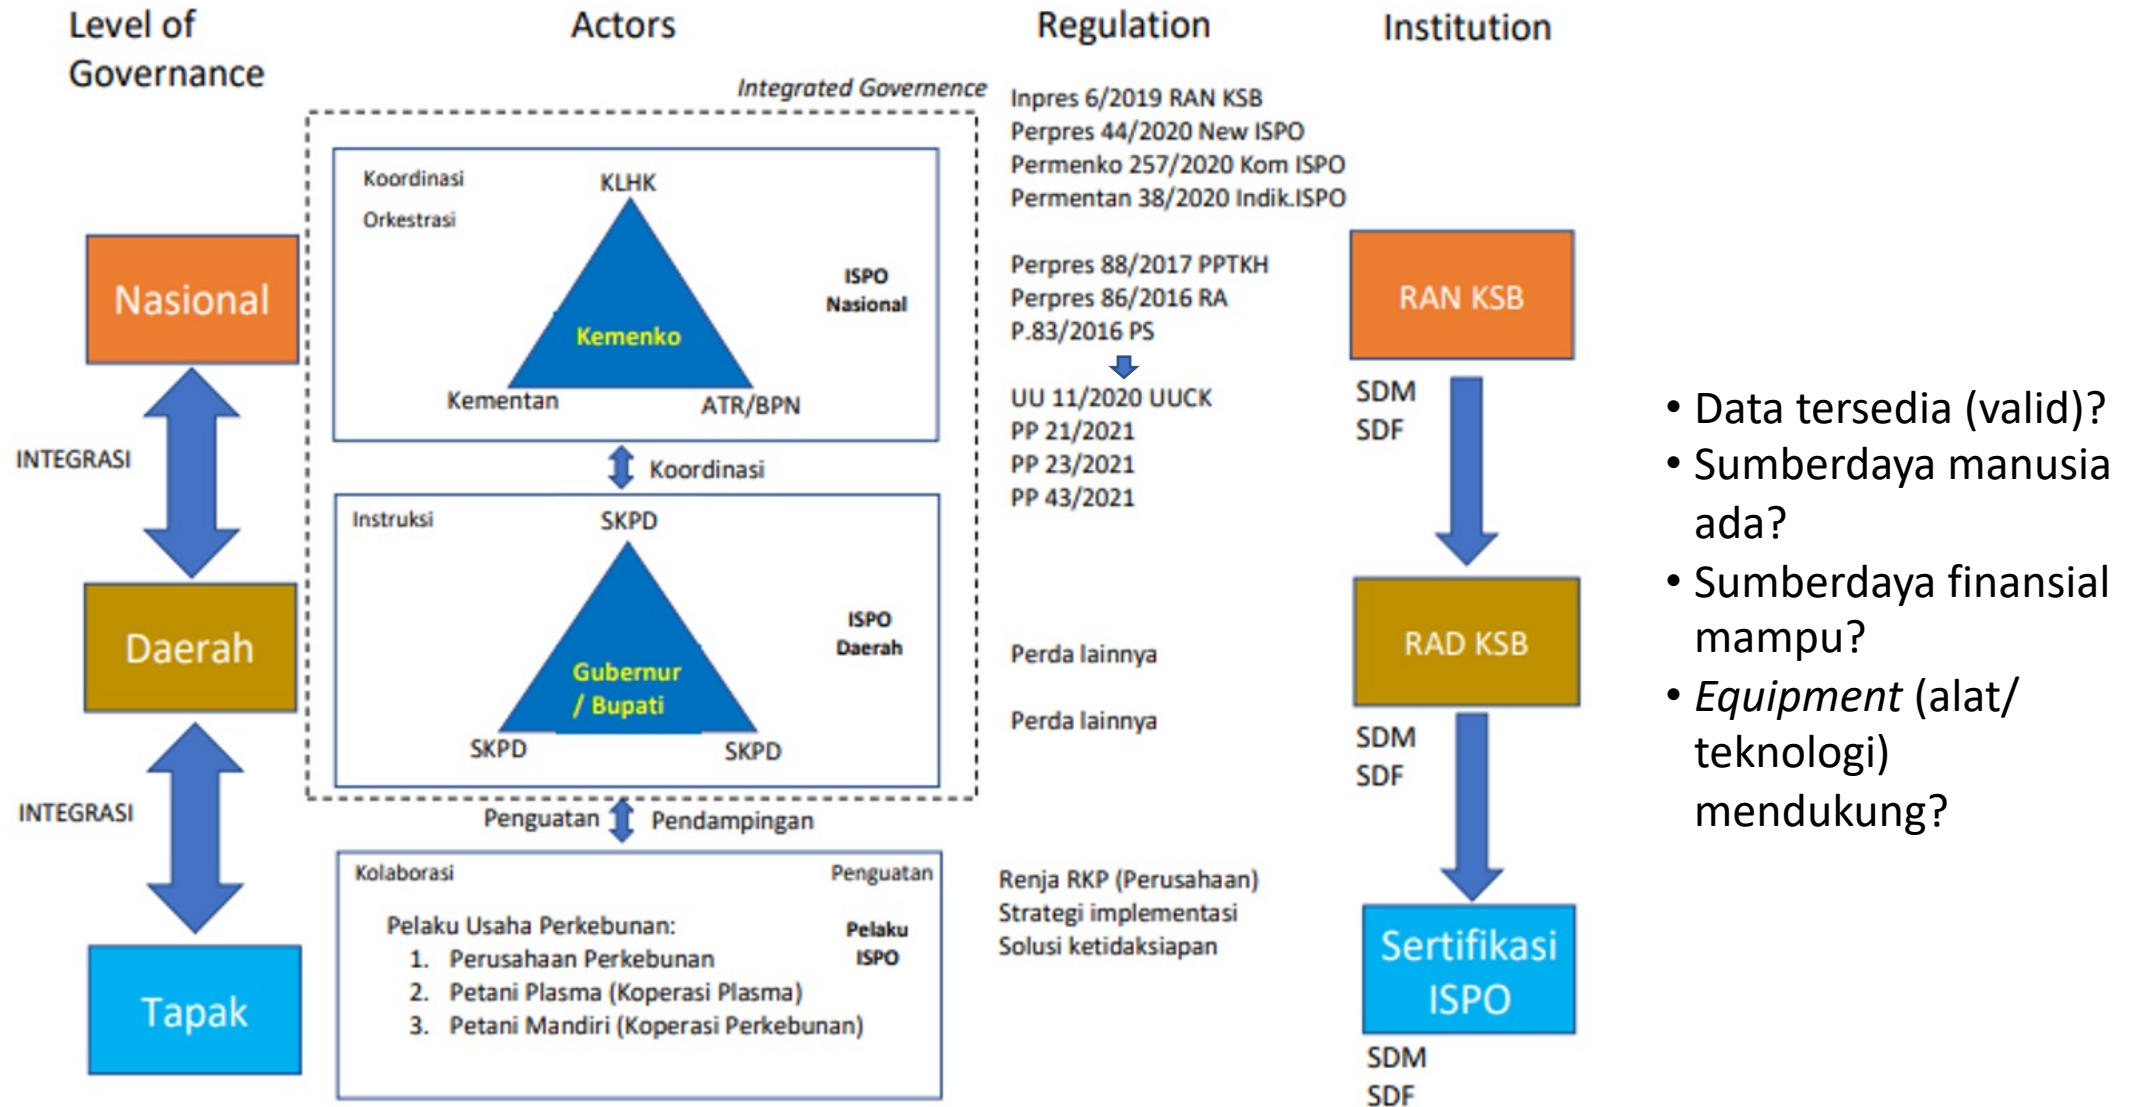 Level of
Governance
Actors
Regulation
Institution
Integrated Governence
Nasional
INTEGRASI
Daerah
INTEGRASI
Tapak
Koordinasi
Orkestrasi
KLHK
Kemenko
Kementan
ATR/BPN
ISPO
Nasional
Koordinasi
Instruksi
SKPD
Gubernur
/ Bupati
SKPD
SKPD
ISPO
Daerah
Penguatan
Pendampingan
Kolaborasi
Penguatan
Pelaku Usaha Perkebunan:
1. Perusahaan Perkebunan
2. Petani Plasma (Koperasi Plasma)
3. Petani Mandiri (Koperasi Perkebunan)
Pelaku
ISPO
Inpres 6/2019 RAN KSB
Perpres 44/2020 New ISPO
Permenko 257/2020 Kom ISPO
Permentan 38/2020 Indik.ISPO
Perpres 88/2017 PPTKH
Perpres 86/2016 RA
P.83/2016 PS
UU 11/2020 UUCK
PP 21/2021
PP 23/2021
PP 43/2021
Perda lainnya
Perda lainnya
Renja RKP (Perusahaan)
Strategi implementasi
Solusi ketidaksiapan
RAN KSB
SDM
SDF
RAD KSB
SDM
SDF
Sertifikasi
ISPO
SDM
SDF
• Data tersedia (valid)?
• Sumberdaya manusia
ada?
• Sumberdaya finansial
mampu?
• Equipment (alat/
teknologi)
mendukung?